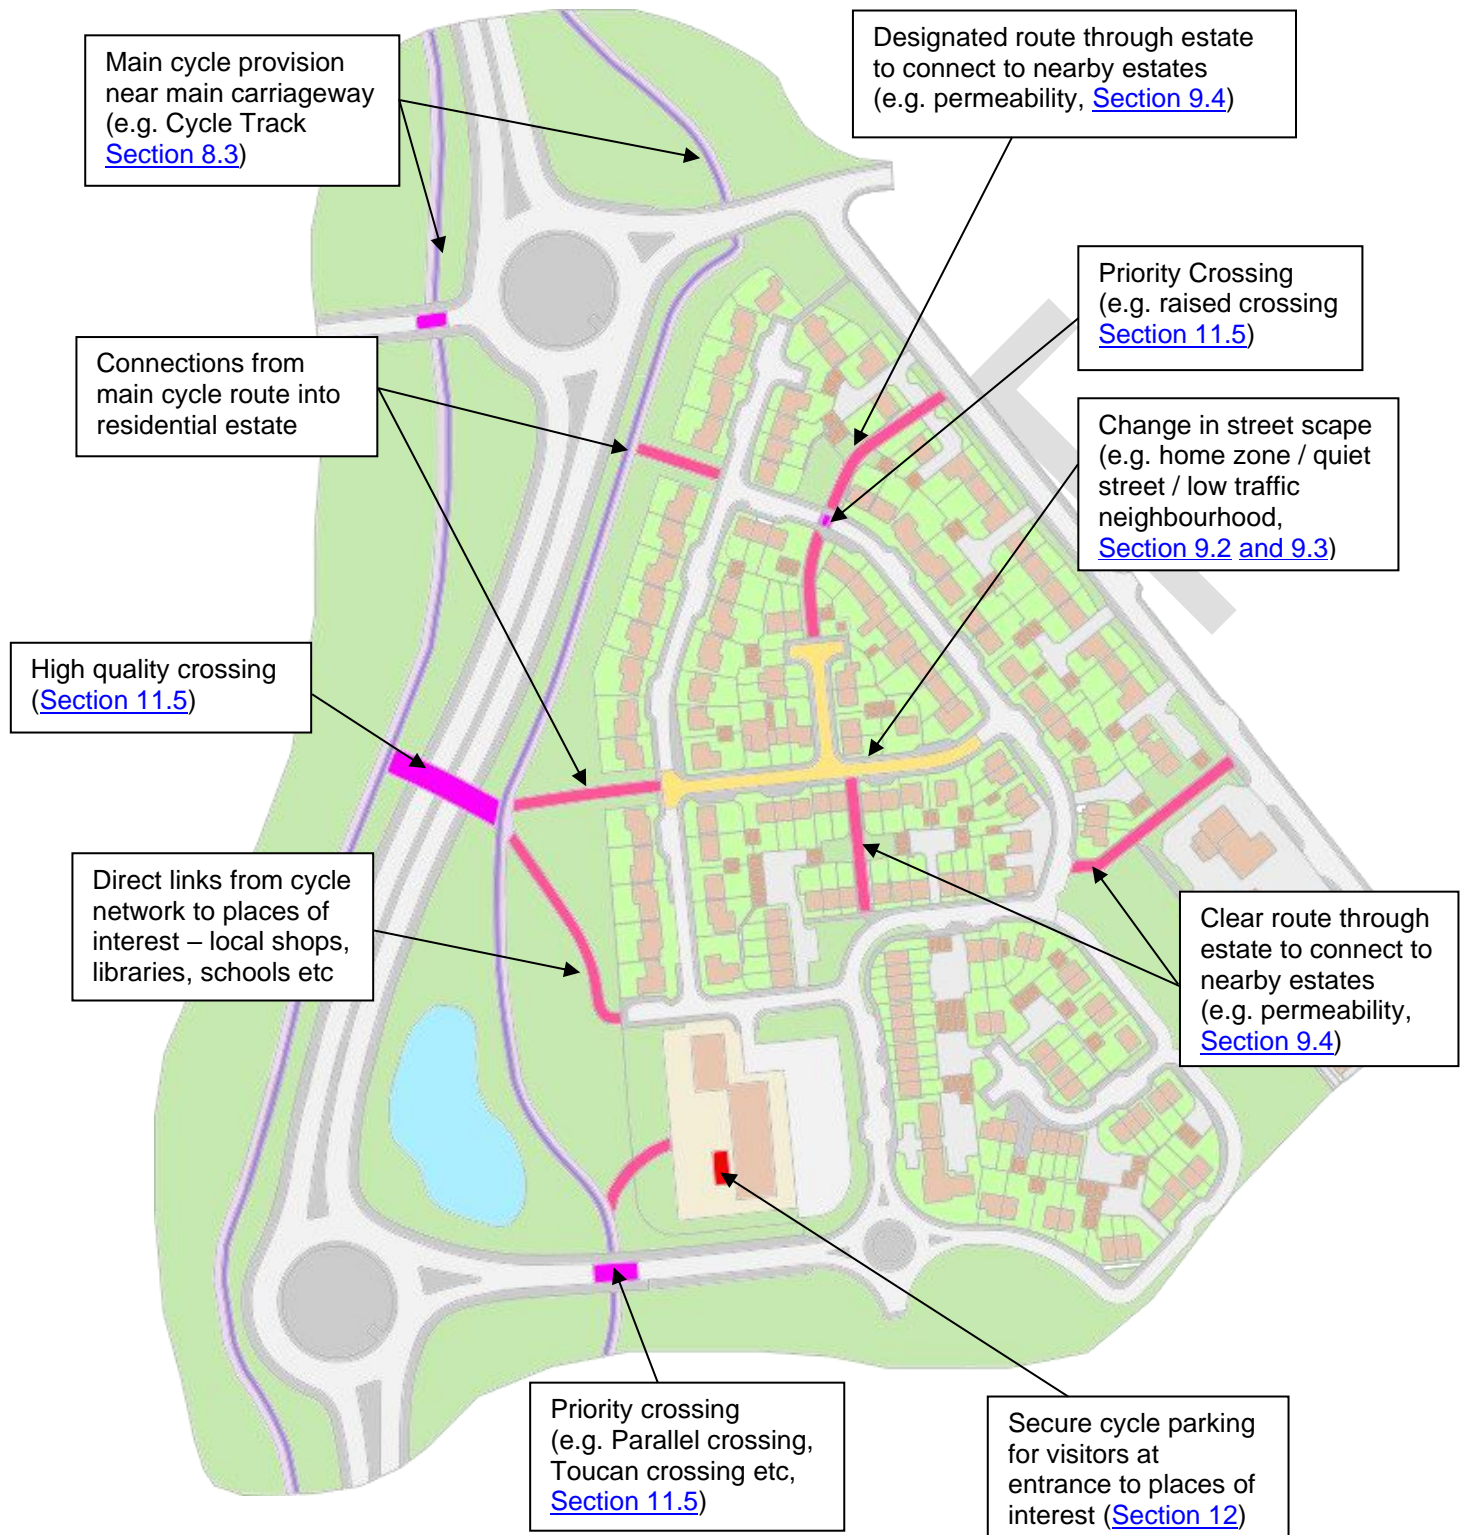 Main cycle provision
near main carriageway
(e.g. Cycle Track
Section 8.3)
Designated route through estate
to connect to nearby estates
(e.g. permeability, Section 9.4)
Priority Crossing
(e.g. raised crossing
Section 11.5)
Connections from
main cycle route into
residential estate
Change in street scape
(e.g. home zone / quiet
street / low traffic
neighbourhood,
Section 9.2 and 9.3)
High quality crossing
(Section 11.5)
Direct links from cycle
network to places of
interest – local shops,
libraries, schools etc
Clear route through
estate to connect to
nearby estates
(e.g. permeability,
Section 9.4)
Priority crossing
(e.g. Parallel crossing,
Toucan crossing etc,
Section 11.5)
Secure cycle parking
for visitors at
entrance to places of
interest (Section 12)